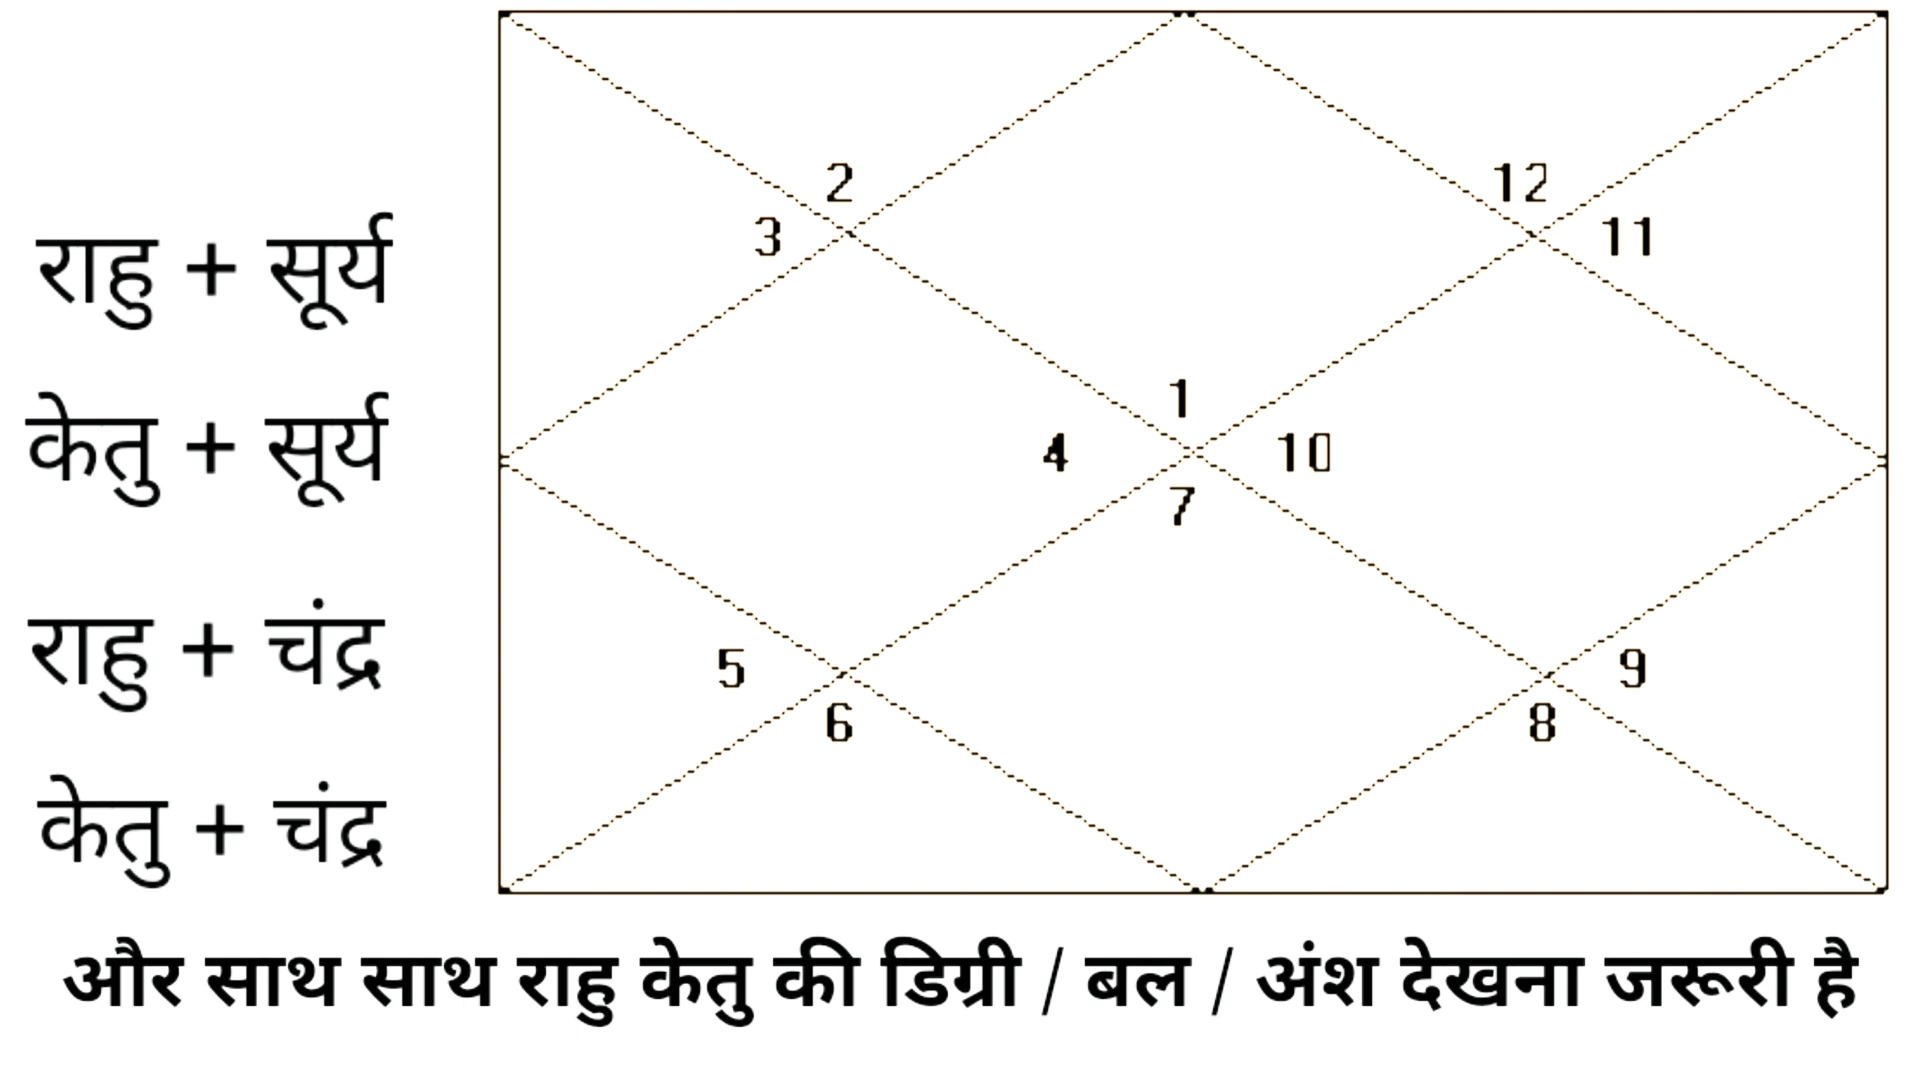 राहु + सूर्य
केतु + सूर्य
राहु + चंद्र
केतु + चंद्र
2
12
3
11
1
4
10
7
5
9
6
8
और साथ साथ राहु केतु की डिग्री / बल / अंश देखना जरूरी है